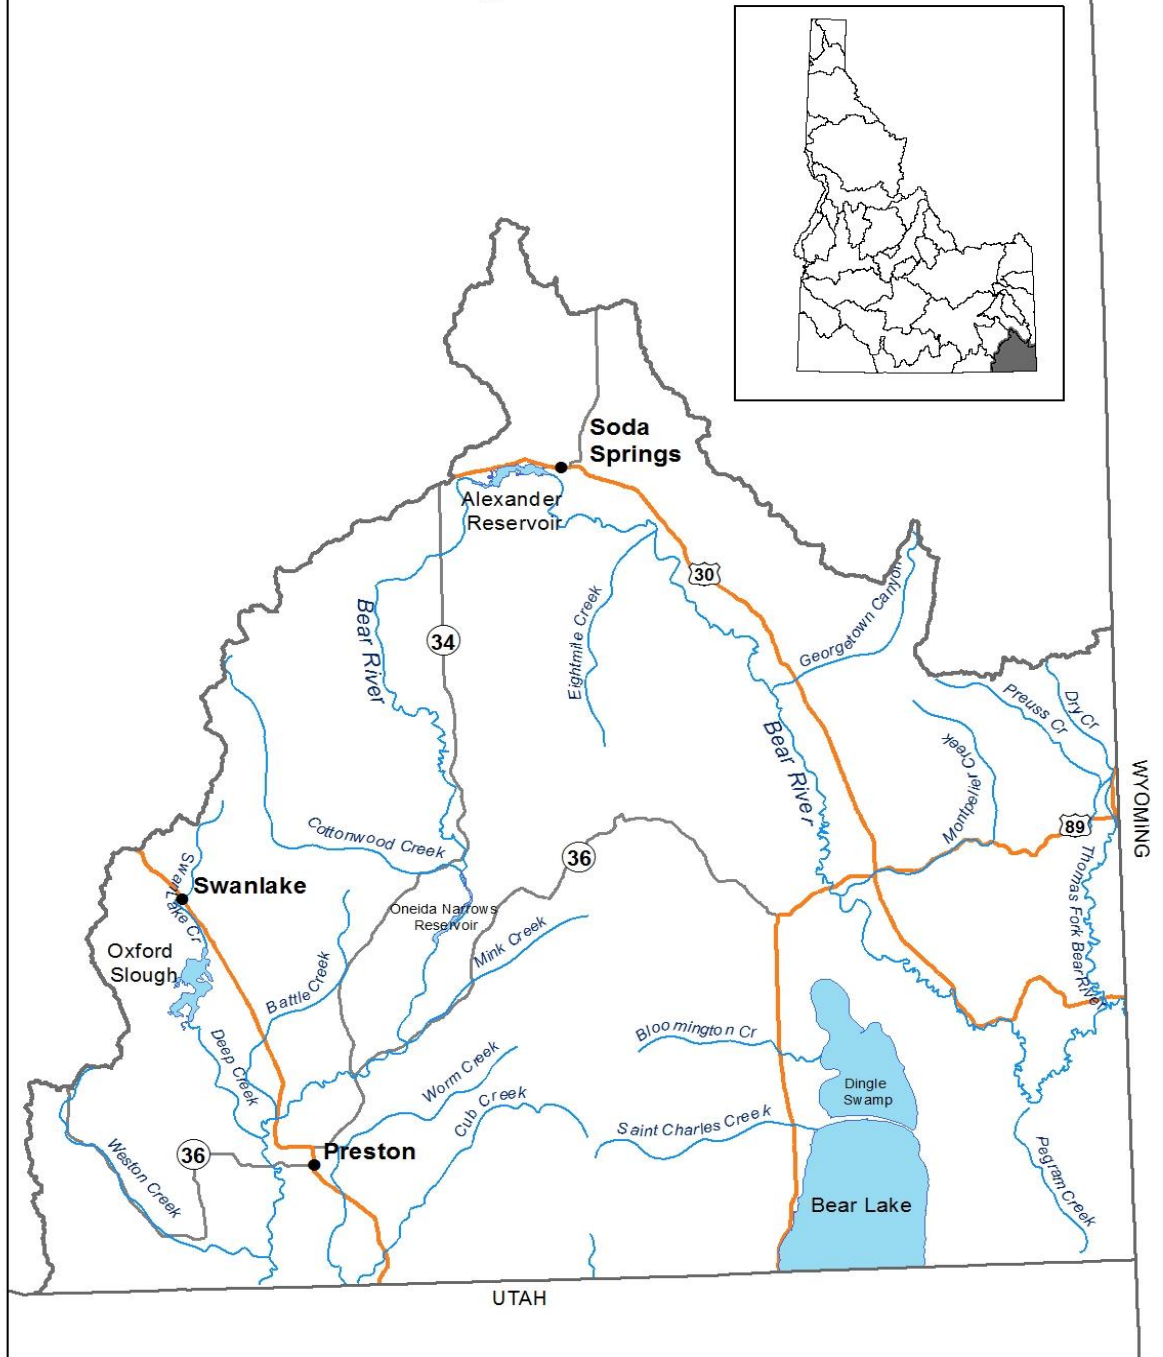 Soda
Springs
Alexander
Reservoir
30
Georgetown Canyon
Bear River
34
Eightmile Creek
Preuss Cr
Dry Cr
Bear River
Montpelier Creek
WYOMING
89
Cottonwood Creek
36
Swan Lake Cr
Swanlake
Thomas Fork Bear River
Oneida Narrows
Reservoir
Mink Creek
Oxford
Slough
Battle Creek
Bloomington Cr
Deep Creek
Worm Creek
Dingle
Swamp
Cub Creek
Saint Charles Creek
Preston
36
Weston Creek
Pegram Creek
Bear Lake
UTAH